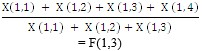 X(1,1) + X (1,2) + X (1,3) + X (1, 4)
X (1,1) + X (1,2) + X (1,3)
= F(1,3)